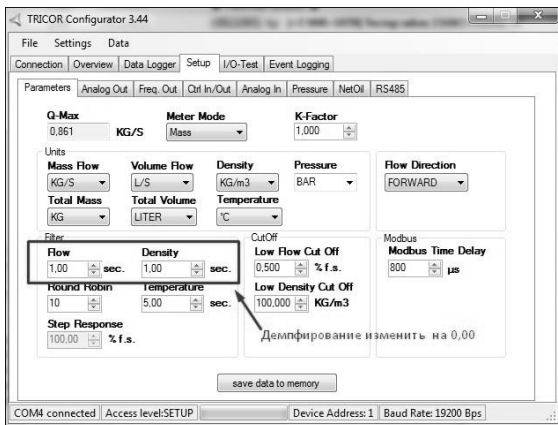 TRICOR Configurator 3.44
File Settings Data
Connection Overview Data Logger Setup I/O-Test Event Logging
Parameters Analog Out Freq. Out Ctrl In/Out Analog In Pressure NetOil RS485
Q-Max Meter Mode K-Factor
0,861 KG/S Mass 1,000
Units
Mass Flow Volume Flow Density Pressure Flow Direction
KG/S L/S KG/m3 BAR FORWARD
Total Mass Total Volume Temperature
KG LITER °C
Filter CutOff Modbus
Flow Density Low Flow Cut Off Modbus Time Delay
1,00 sec. 1,00 sec. 0,500 % f.s. 800 µs
Round Robin Temperature Low Density Cut Off
10 5,00 sec. 100,000 KG/m3
Step Response
100,00 % f.s.
Демпфирование изменить на 0,00
save data to memory
COM4 connected Access level:SETUP Device Address: 1 Baud Rate: 19200 Bps